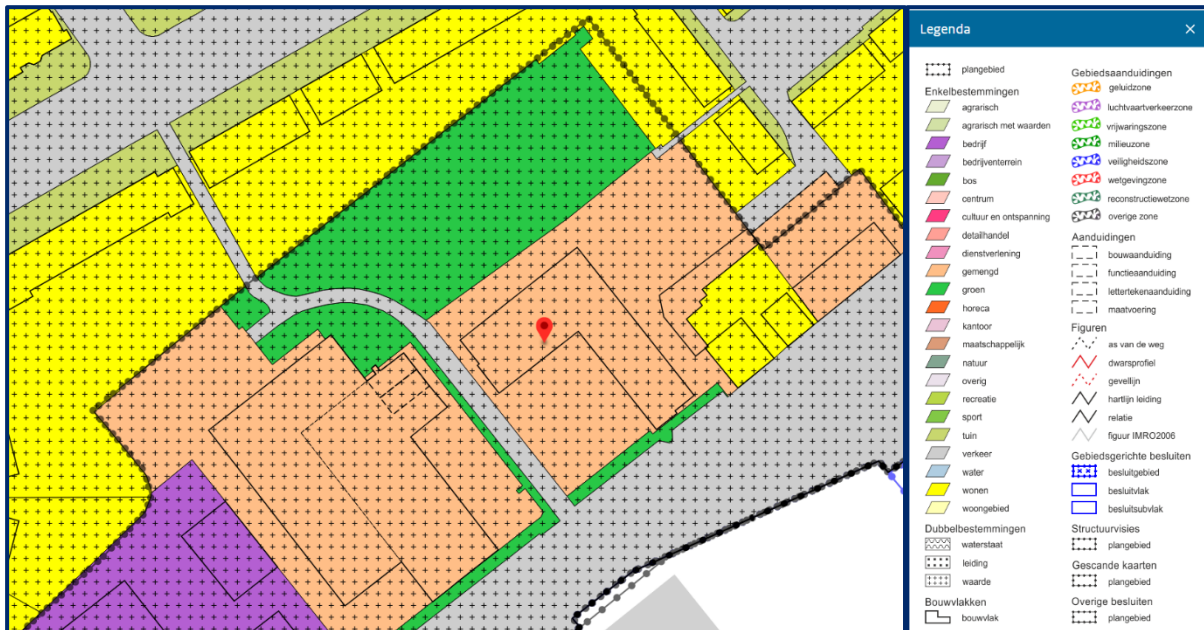 Legenda
×
plangebied
Enkelbestemmingen
agrarisch
agrarisch met waarden
bedrijf
bedrijventerrein
bos
centrum
cultuur en ontspanning
detailhandel
dienstverlening
gemengd
groen
horeca
kantoor
maatschappelijk
natuur
overig
recreatie
sport
tuin
verkeer
water
wonen
woongebied
Dubbelbestemmingen
waterstaat
leiding
waarde
Bouwvlakken
bouwvlak
Gebiedsaanduidingen
geluidzone
luchtvaartverkeerzone
vrijwaringszone
milieuzone
veiligheidszone
wetgevingzone
reconstructiewetzone
overige zone
Aanduidingen
bouwaanduiding
functieaanduiding
lettertekenaanduiding
maatvoering
Figuren
as van de weg
dwarsprofiel
gevellijn
hartlijn leiding
relatie
figuur IMRO2006
Gebiedsgerichte besluiten
besluitgebied
besluitvlak
besluitsubvlak
Structuurvisies
plangebied
Gescande kaarten
plangebied
Overige besluiten
plangebied